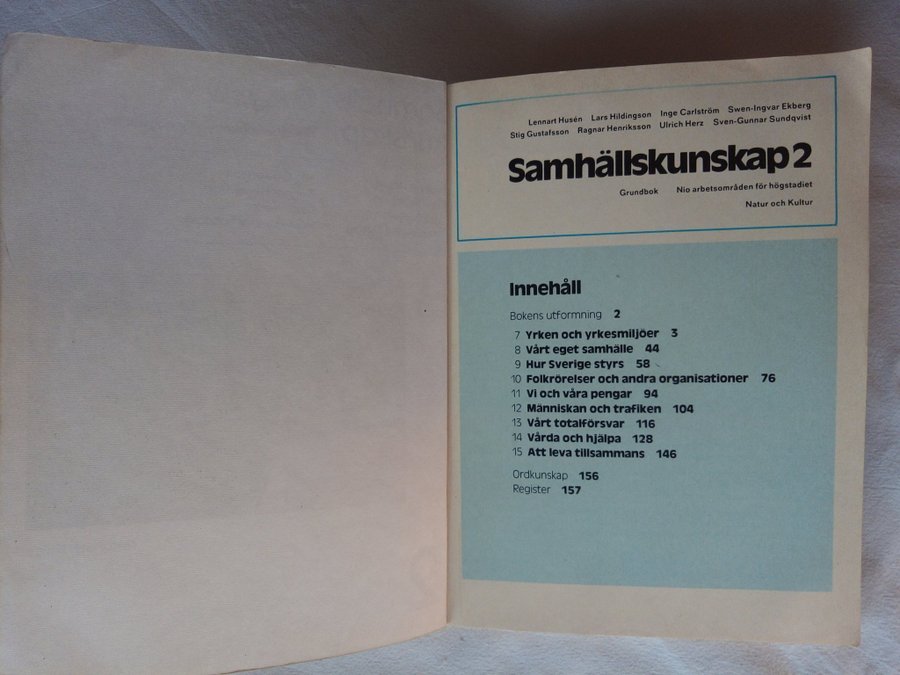 Lennart Husén Lars Hildingson Inge Carlström Swen-Ingvar Ekberg
Stig Gustafsson Ragnar Henriksson Ulrich Herz Sven-Gunnar Sundqvist
Samhällskunskap 2
Grundbok Nio arbetsområden för högstadiet
Natur och Kultur
Innehåll
Bokens utformning 2
7 Yrken och yrkesmiljöer 3
8 Vårt eget samhälle 44
9 Hur Sverige styrs 58
10 Folkrörelser och andra organisationer 76
11 Vi och våra pengar 94
12 Människan och trafiken 104
13 Vårt totalförsvar 116
14 Vårda och hjälpa 128
15 Att leva tillsammans 146
Ordkunskap 156
Register 157